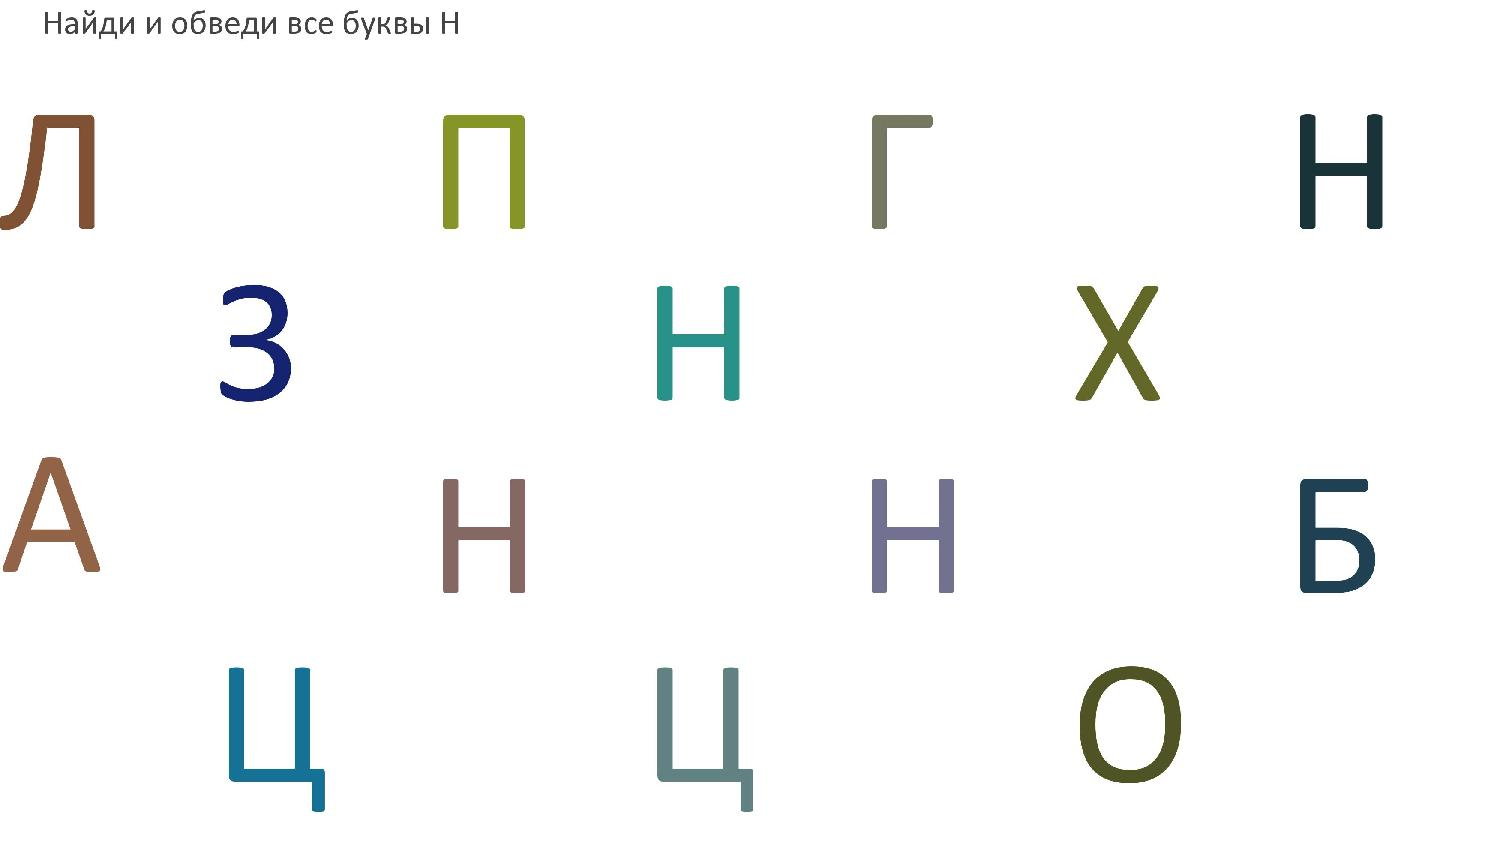 Найди и обведи все буквы Н
Л П Г Н
З Н Х
А Н Н Б
Ц Ц О